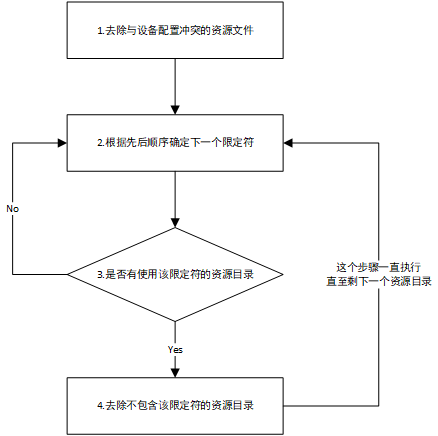 1.去除与设备配置冲突的资源文件
2.根据先后顺序确定下一个限定符
No
3.是否有使用该限定符的资源目录
这个步骤一直执行
直至剩下一个资源目录
Yes
4.去除不包含该限定符的资源目录